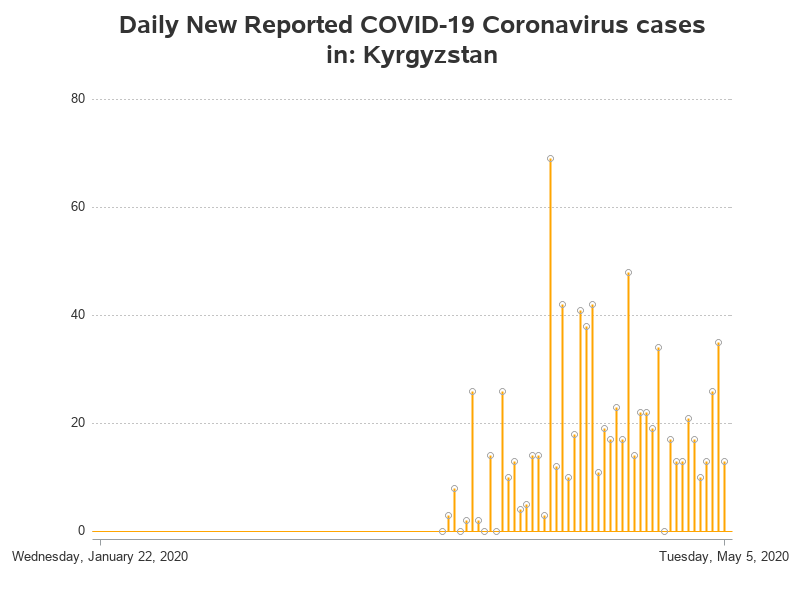 Daily New Reported COVID-19 Coronavirus cases
in: Kyrgyzstan
80
60
40
20
0
Wednesday, January 22, 2020
Tuesday, May 5, 2020